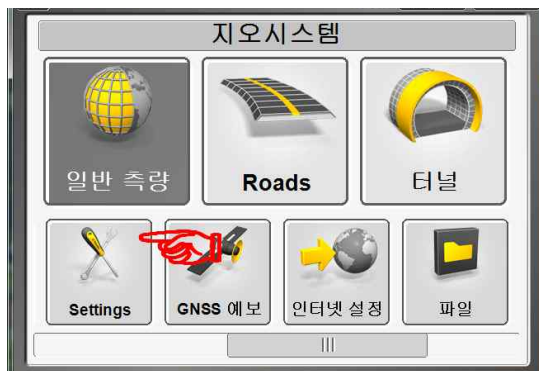 지오시스템
일반 측량
Roads
터널
Settings
GNSS 예보
인터넷 설정
파일